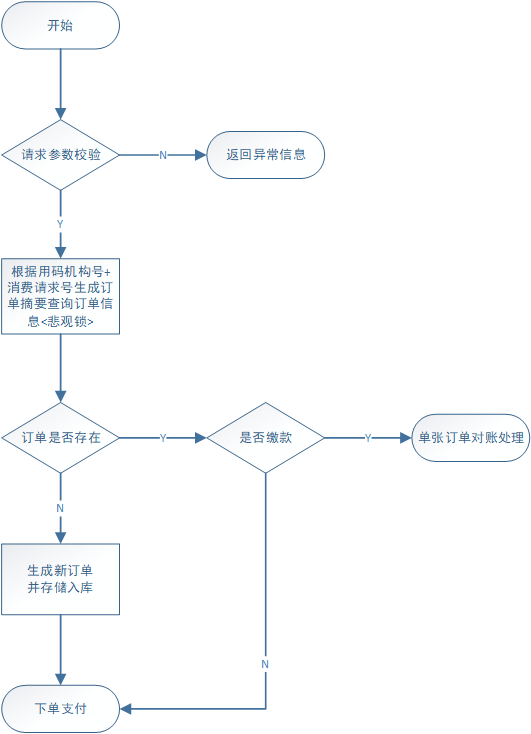 开始
请求参数校验
N
返回异常信息
Y
根据用码机构号+
消费请求号生成订
单摘要查询订单信
息<悲观锁>
订单是否存在
Y
是否缴款
Y
单张订单对账处理
N
生成新订单
并存储入库
N
下单支付